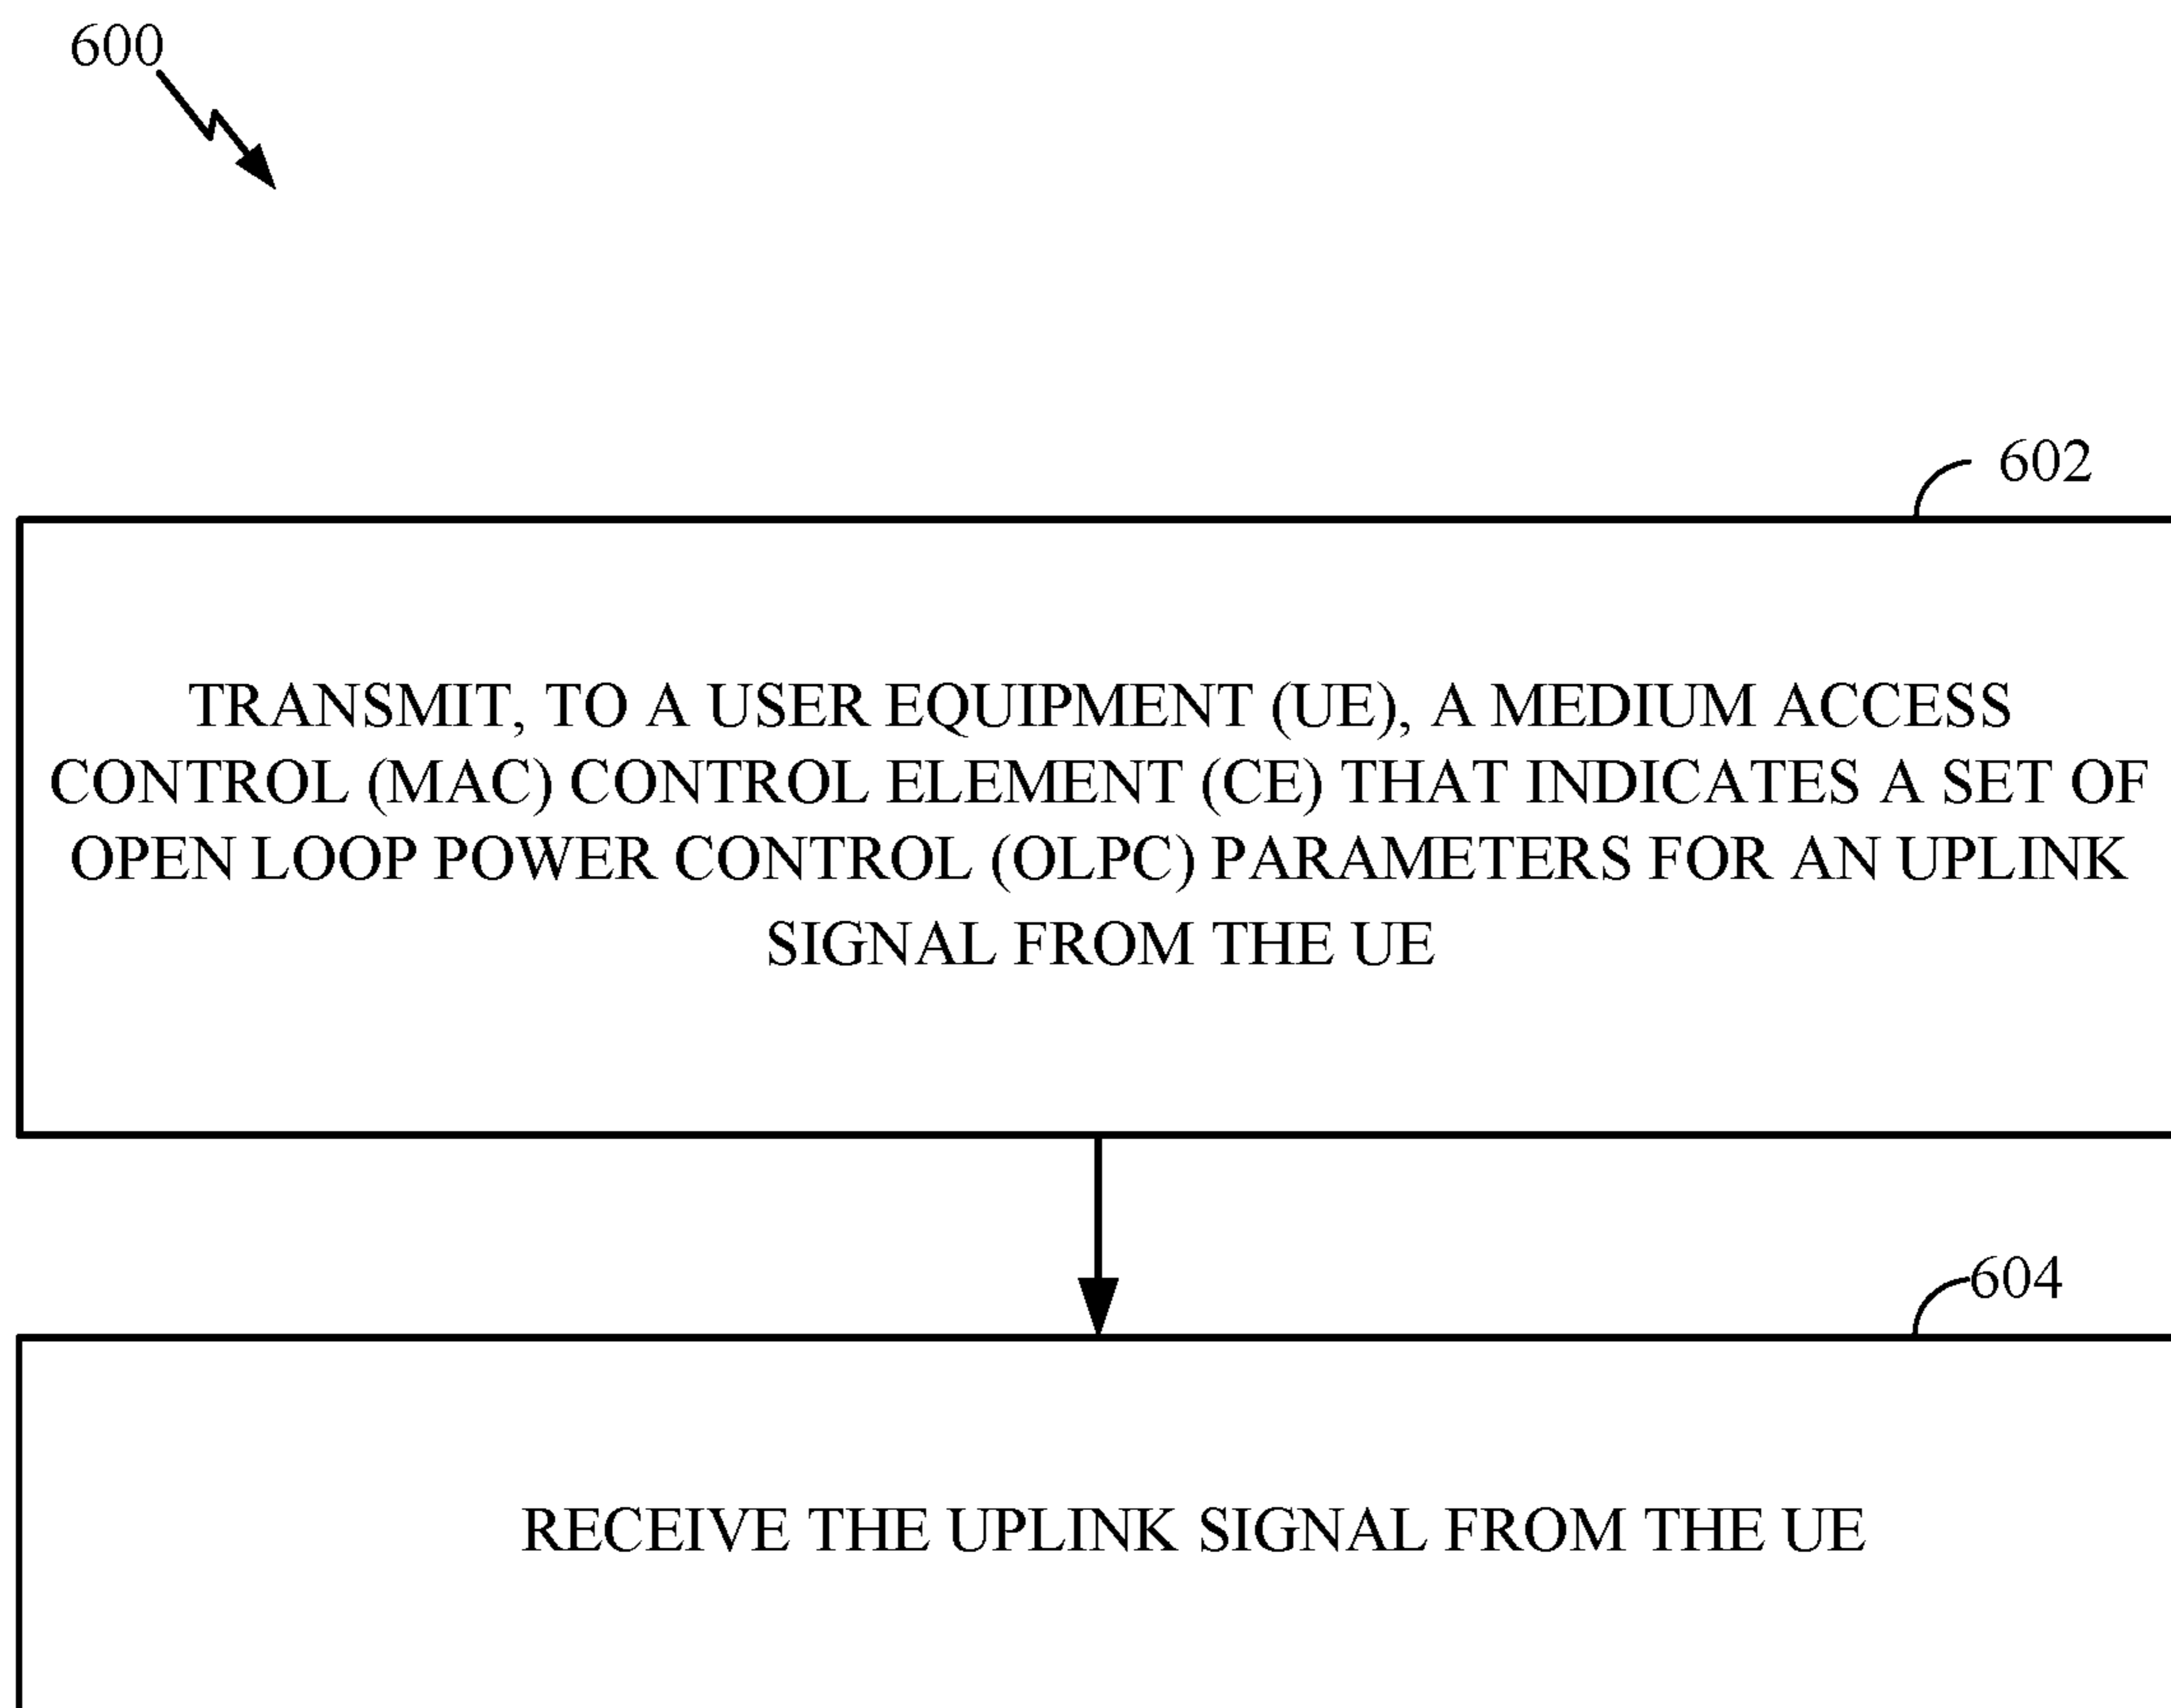 600
602
TRANSMIT, TO A USER EQUIPMENT (UE), A MEDIUM ACCESS
CONTROL (MAC) CONTROL ELEMENT (CE) THAT INDICATES A SET OF
OPEN LOOP POWER CONTROL (OLPC) PARAMETERS FOR AN UPLINK
SIGNAL FROM THE UE
604
RECEIVE THE UPLINK SIGNAL FROM THE UE